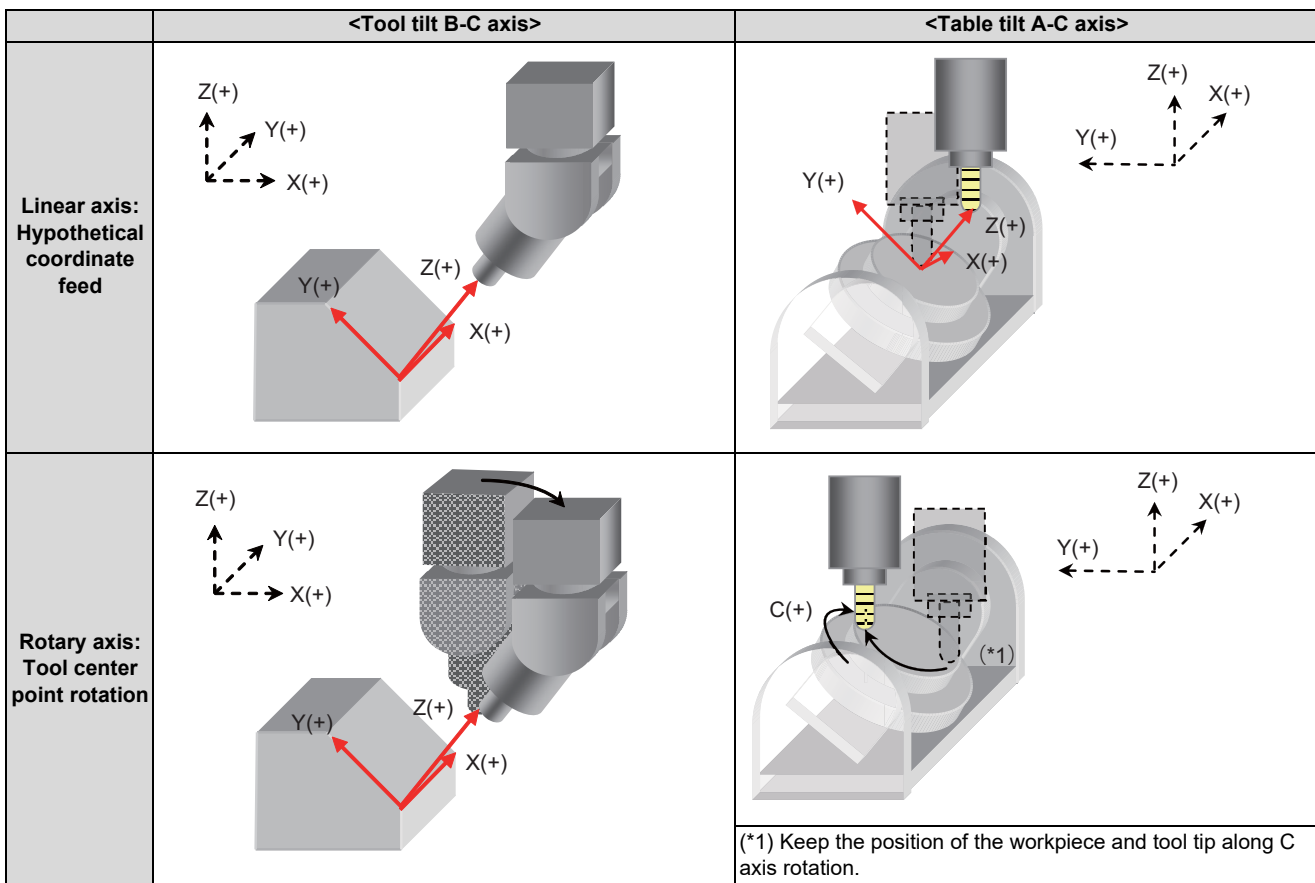 <Tool tilt B-C axis>
<Table tilt A-C axis>
Linear axis:
Hypothetical
coordinate
feed
Z(+)
Y(+)
X(+)
Z(+)
Y(+)
X(+)
Z(+)
X(+)
Y(+)
Y(+)
Z(+)
X(+)
Rotary axis:
Tool center
point rotation
Z(+)
Y(+)
X(+)
Z(+)
Y(+)
X(+)
Z(+)
X(+)
Y(+)
C(+)
(*1)
(*1) Keep the position of the workpiece and tool tip along C
axis rotation.